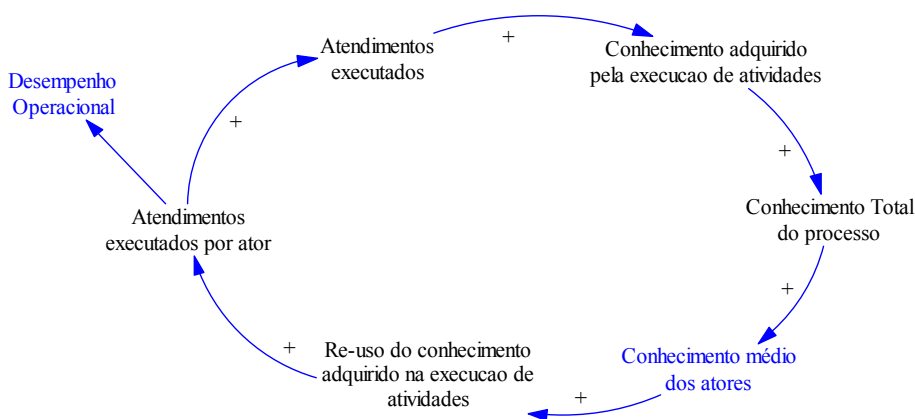 Atendimentos
executados
+
Conhecimento adquirido
pela execucao de atividades
+
Conhecimento Total
do processo
+
Conhecimento médio
dos atores
+
Re-uso do conhecimento
adquirido na execucao de
atividades
+
Atendimentos
executados por ator
+
Desempenho
Operacional